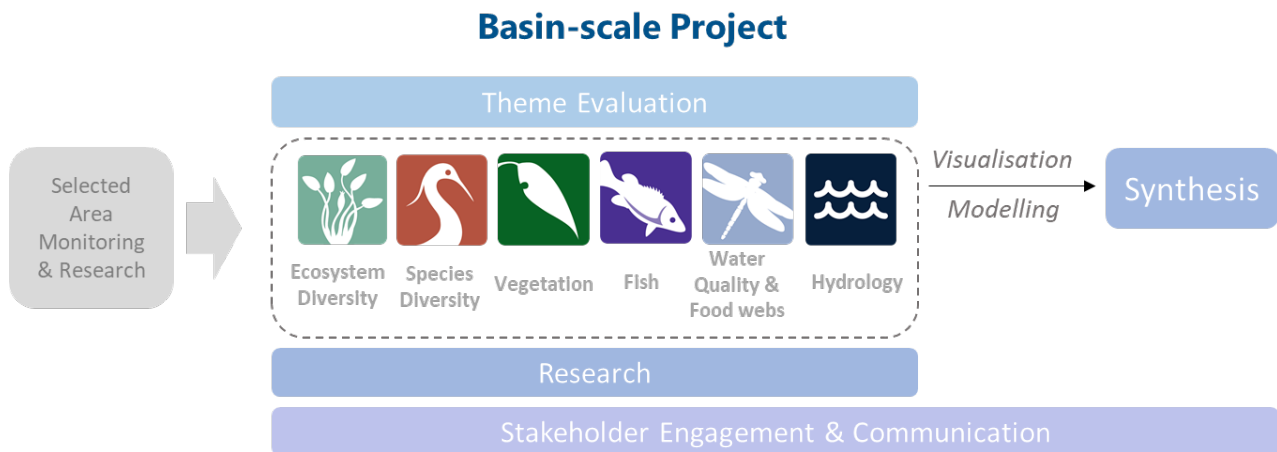 Basin-scale Project
Theme Evaluation
Selected
Area
Monitoring
& Research
Ecosystem
Diversity
Species
Diversity
Vegetation
Fish
Water
Quality &
Food webs
Hydrology
Visualisation
Modelling
Synthesis
Research
Stakeholder Engagement & Communication